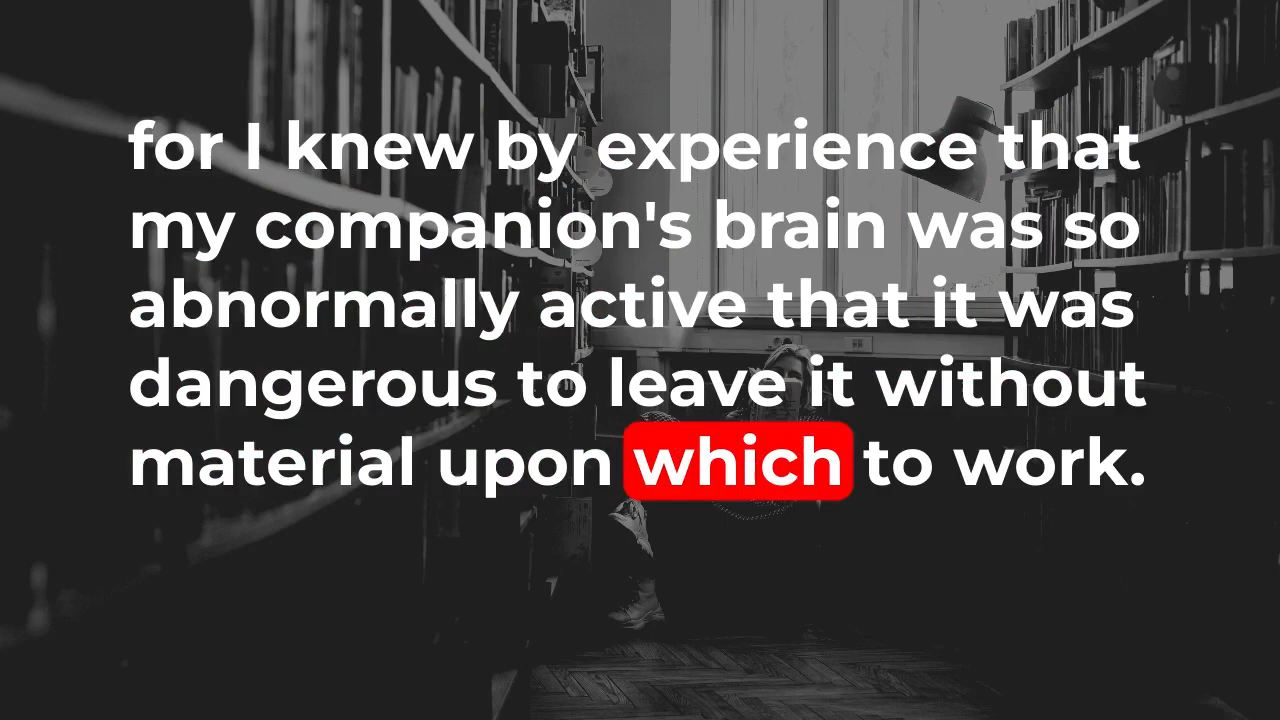 for I knew by experience that
my companion's brain was so
abnormally active that it was
dangerous to leave it without
material upon which to work.